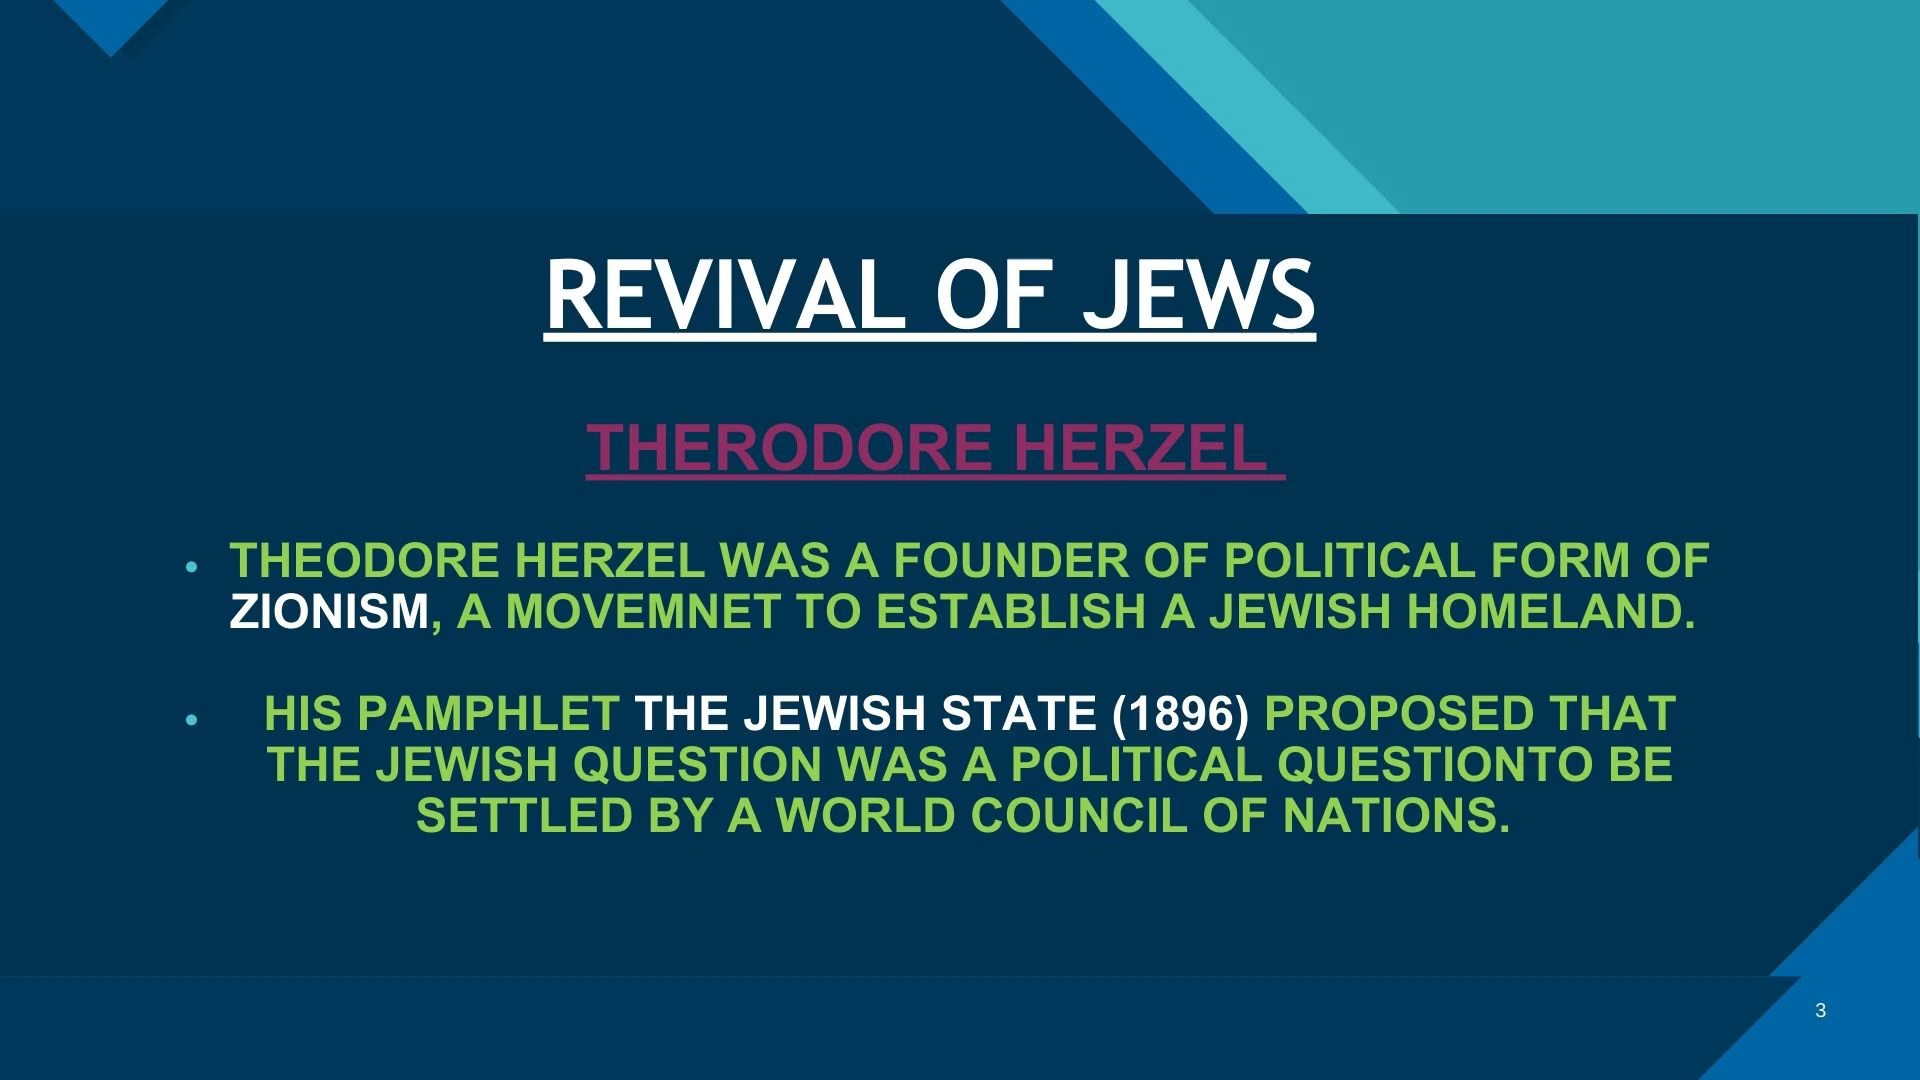 REVIVAL OF JEWS
THERODORE HERZEL
• THEODORE HERZEL WAS A FOUNDER OF POLITICAL FORM OF
ZIONISM, A MOVEMNET TO ESTABLISH A JEWISH HOMELAND.
• HIS PAMPHLET THE JEWISH STATE (1896) PROPOSED THAT
THE JEWISH QUESTION WAS A POLITICAL QUESTIONTO BE
SETTLED BY A WORLD COUNCIL OF NATIONS.
3